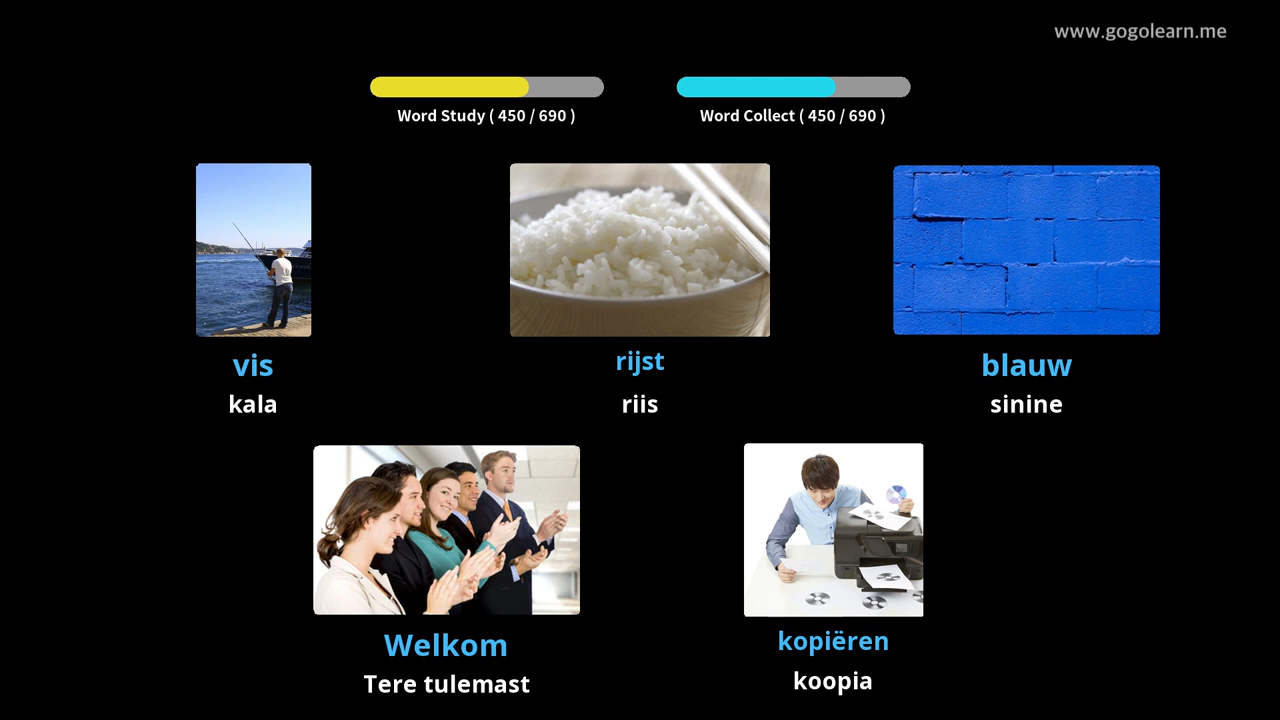 www.gogolearn.me
Word Study ( 450 / 690 )
Word Collect ( 450 / 690 )
vis
kala
rijst
riis
blauw
sinine
Welkom
Tere tulemast
kopiëren
koopia